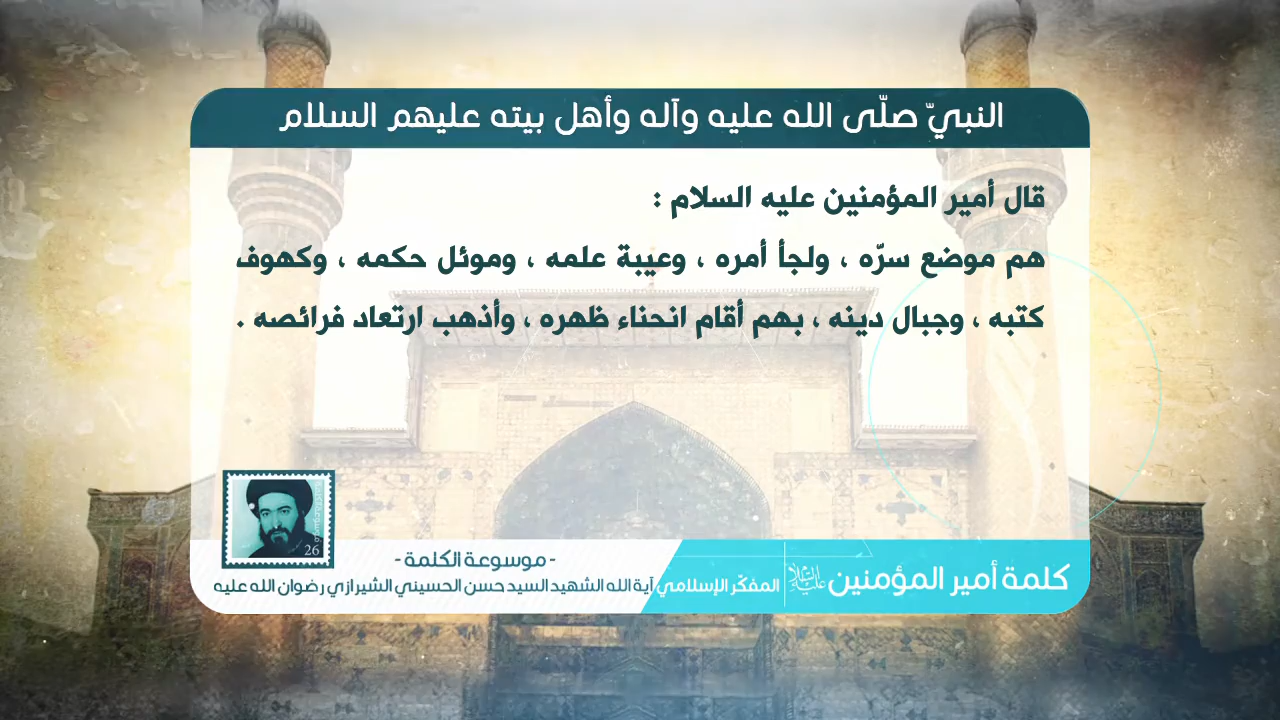 النبيّ صلّى الله عليه وآله وأهل بيته عليهم السلام
قال أمير المؤمنين عليه السلام :
هم موضع سرّه ، ولجأ أمره ، وعيبة علمه ، وموئل حكمه ، وكهوف
كتبه ، وجبال دينه ، بهم أقام انحناء ظهره ، وأذهب ارتعاد فرائصه .
كلمة أمير المؤمنين عليه السلام
- موسوعة الكلمة -
المفكّر الإسلامي آية الله الشهيد السيد حسن الحسيني الشيرازي رضوان الله عليه
26